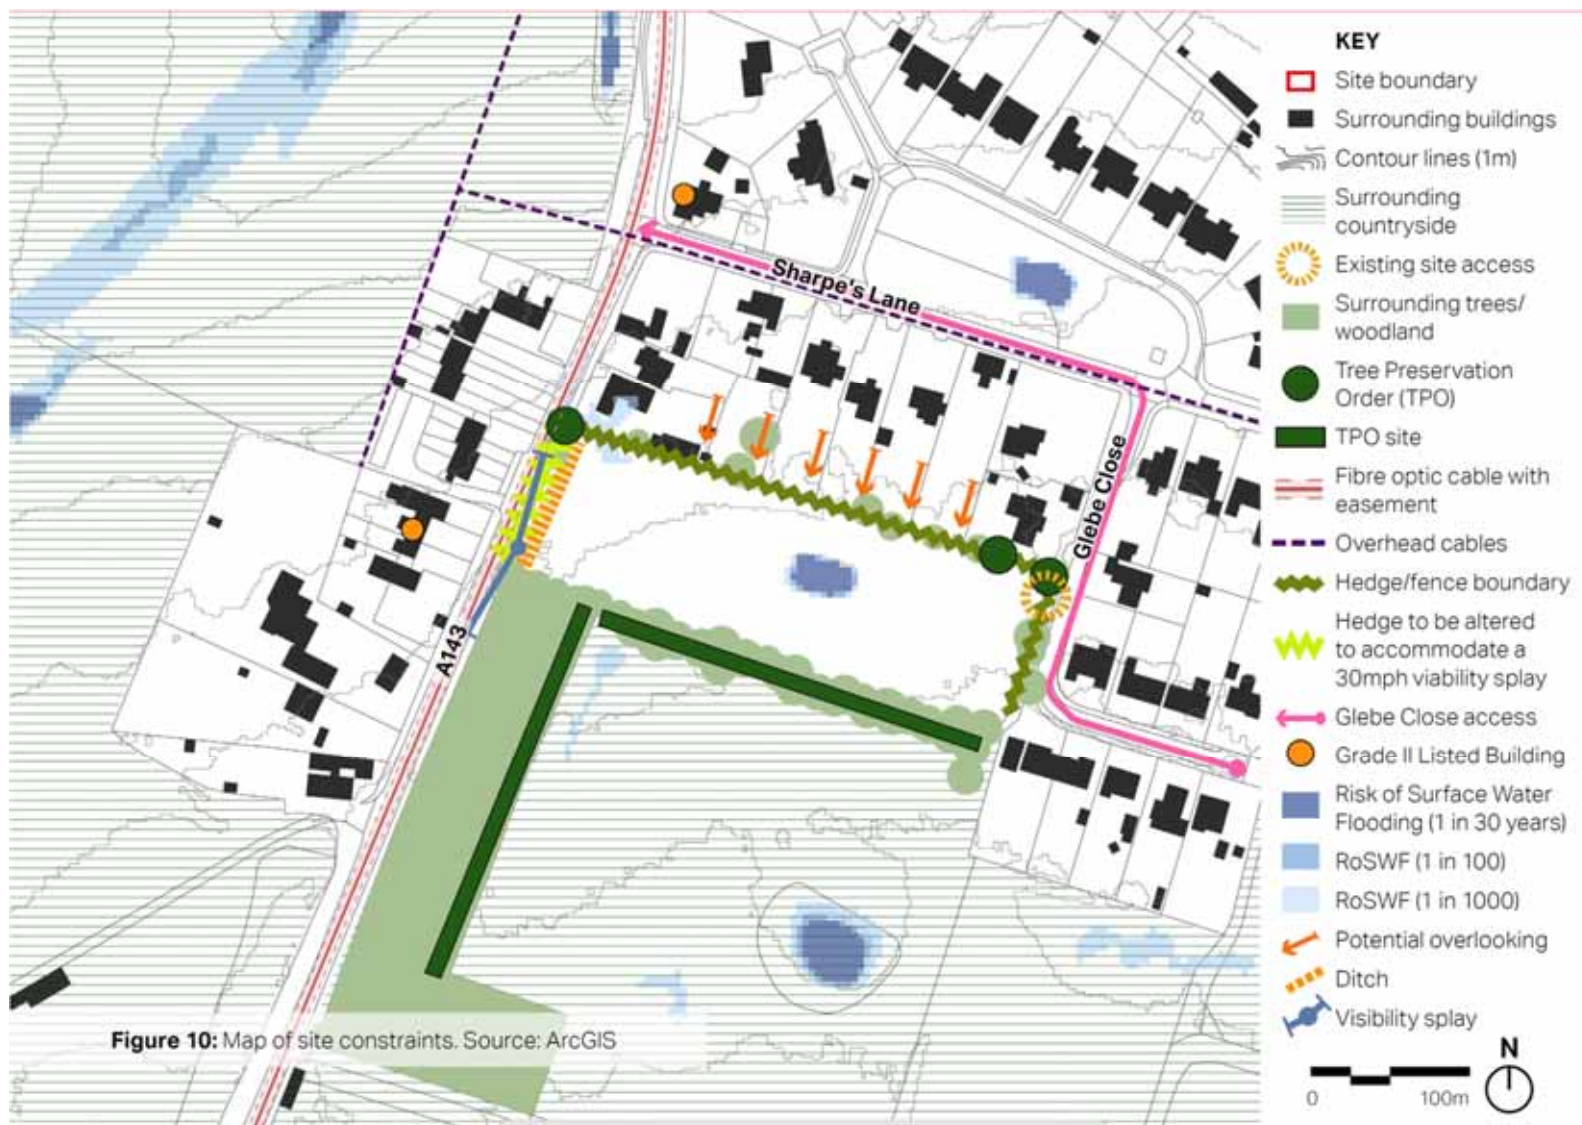 KEY
Site boundary
Surrounding buildings
Contour lines (1m)
Surrounding
countryside
Existing site access
Surrounding trees/
woodland
Tree Preservation
Order (TPO)
TPO site
Fibre optic cable with
easement
Overhead cables
Hedge/fence boundary
Hedge to be altered
to accommodate a
30mph viability splay
Glebe Close access
Grade II Listed Building
Risk of Surface Water
Flooding (1 in 30 years)
RoSWF (1 in 100)
RoSWF (1 in 1000)
Potential overlooking
Ditch
Visibility splay
N
0 100m
Sharpe's Lane
Glebe Close
A143
Figure 10: Map of site constraints. Source: ArcGIS